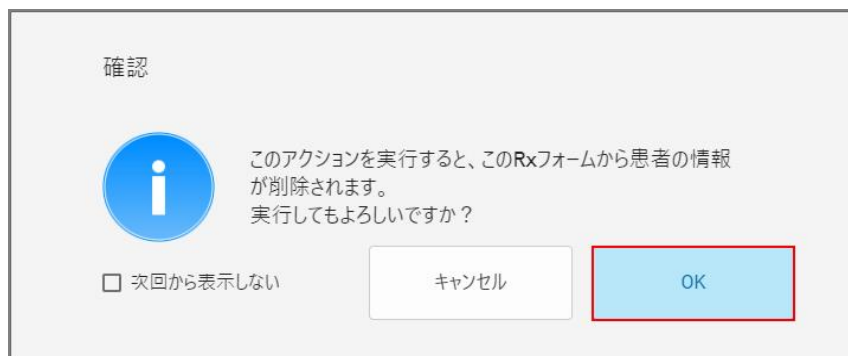 確認
このアクションを実行すると、このRxフォームから患者の情報
が削除されます。
実行してもよろしいですか？
次回から表示しない
キャンセル
OK